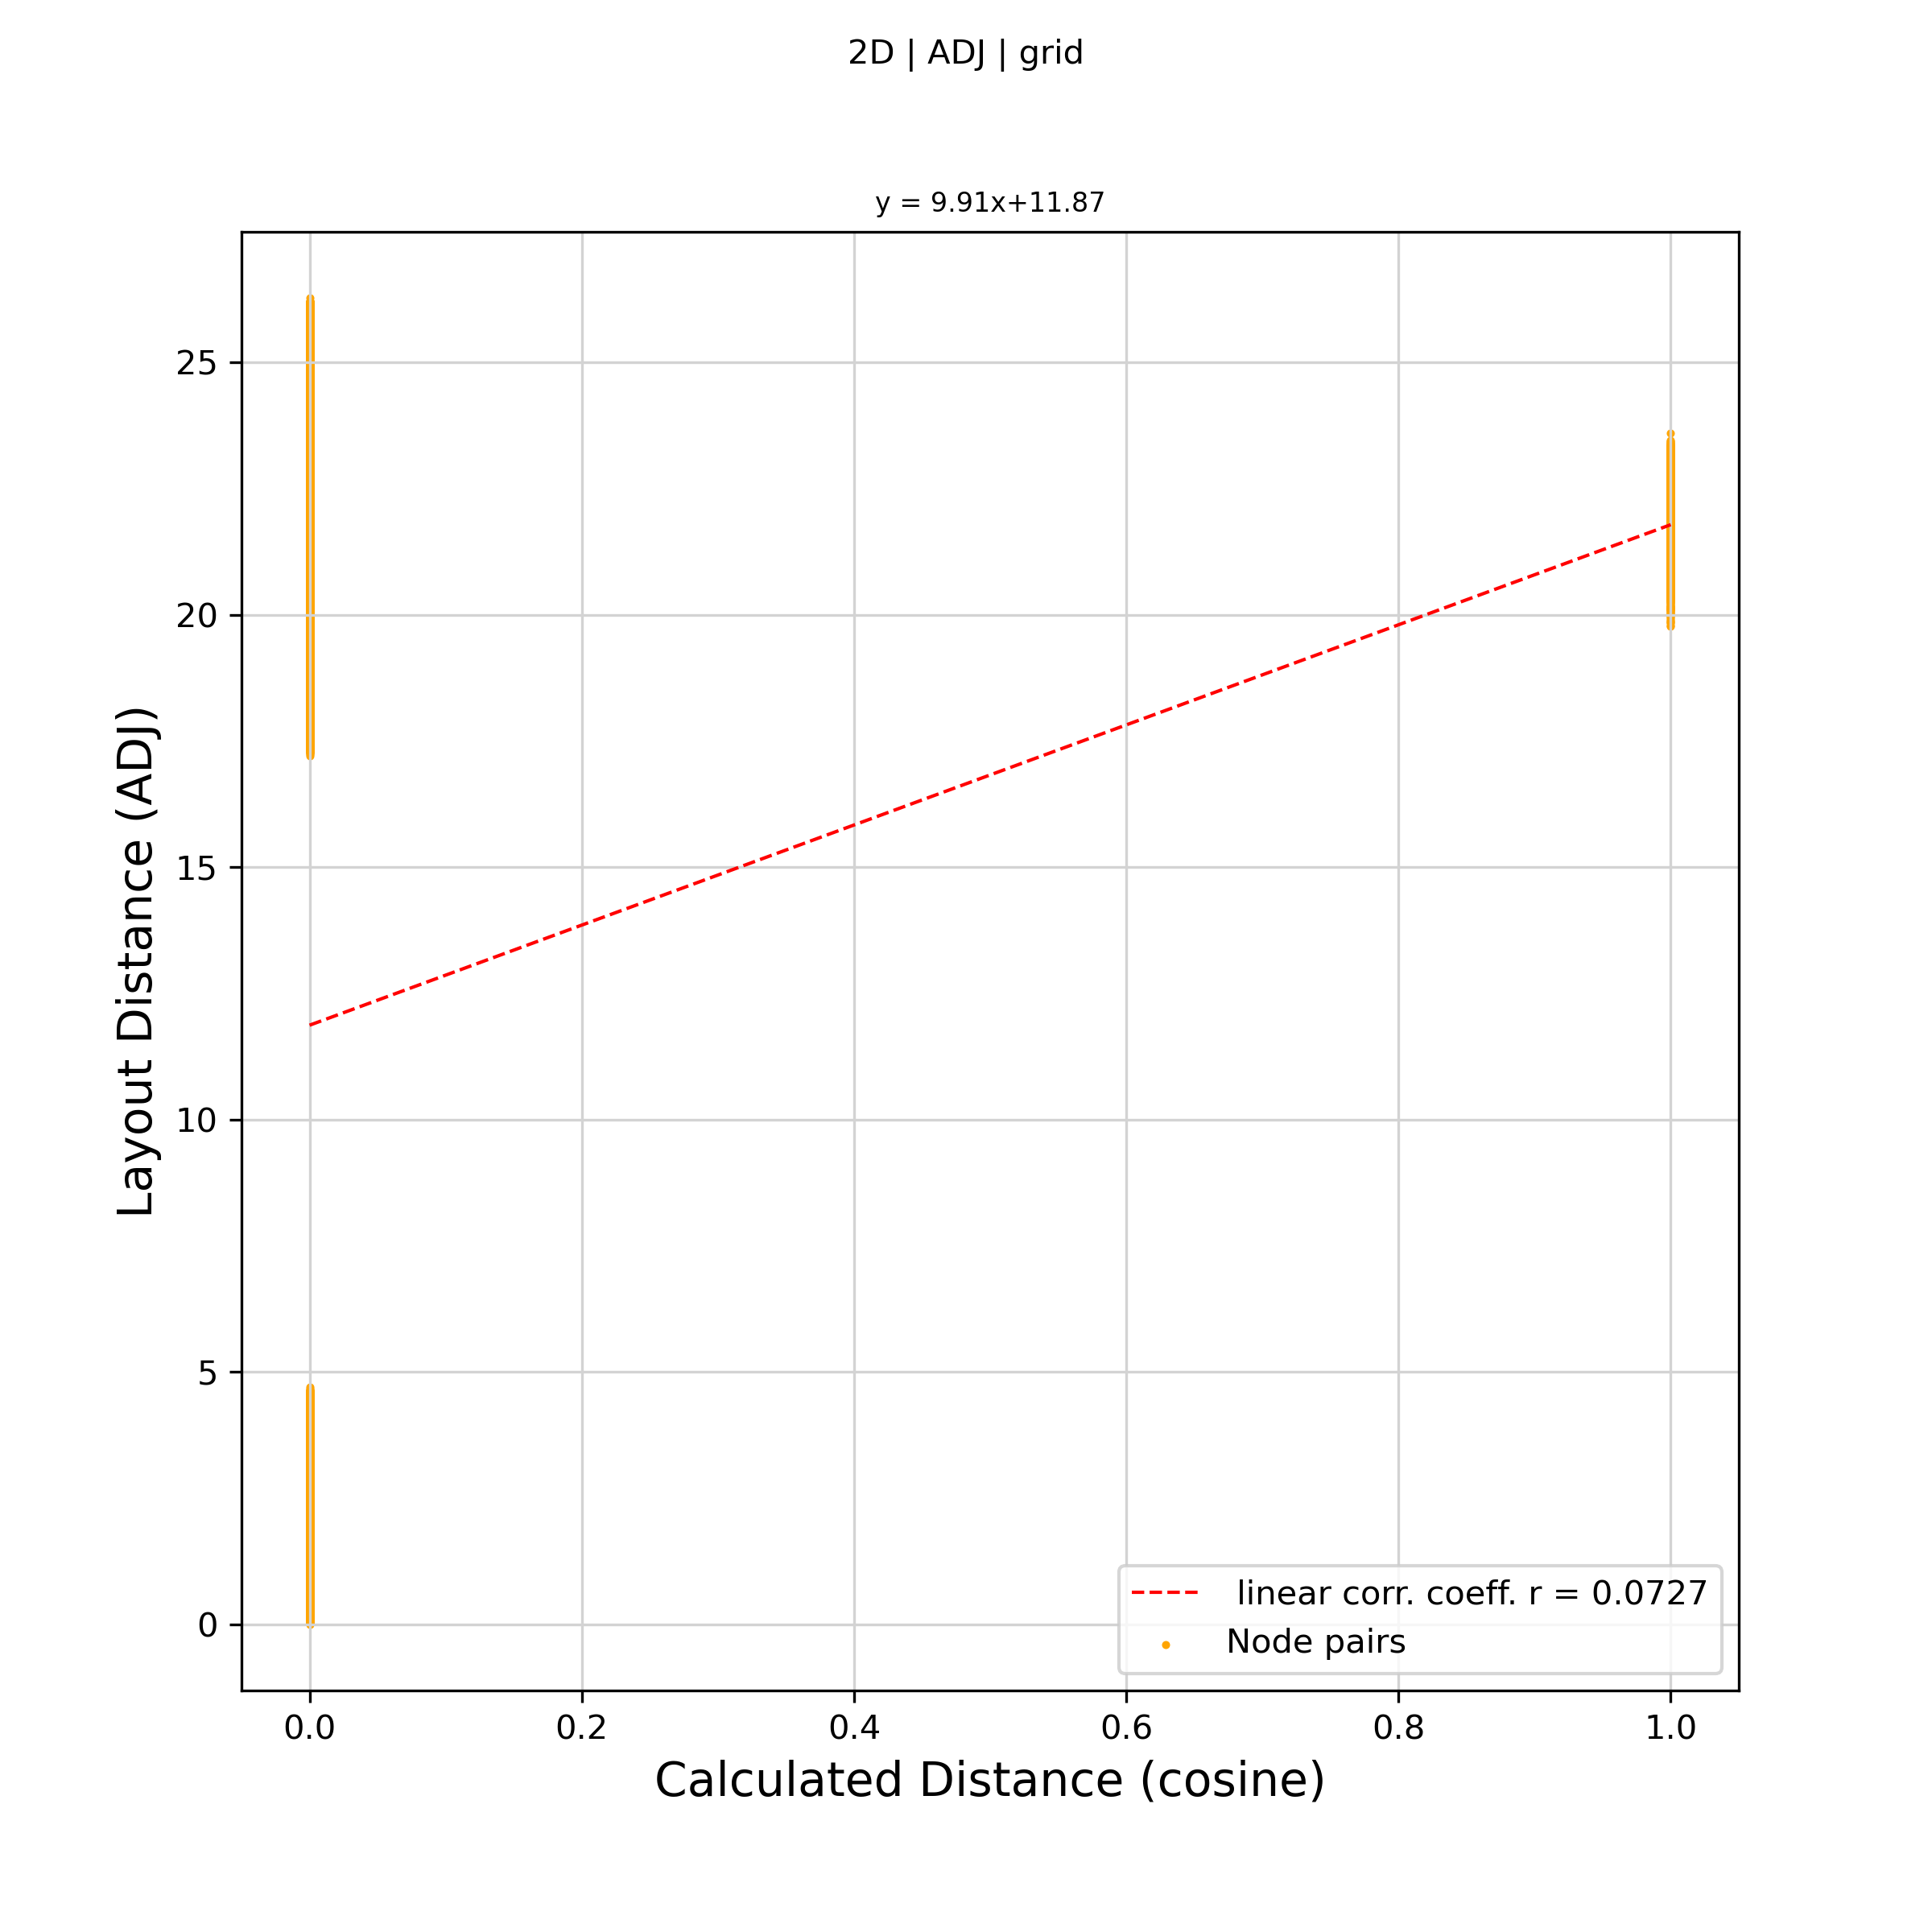 2D | ADJ | grid
y = 9.91x+11.87
Layout Distance (ADJ)
25
20
15
10
5
0
linear corr. coeff. r = 0.0727
Node pairs
0.0 0.2 0.4 0.6 0.8 1.0
Calculated Distance (cosine)